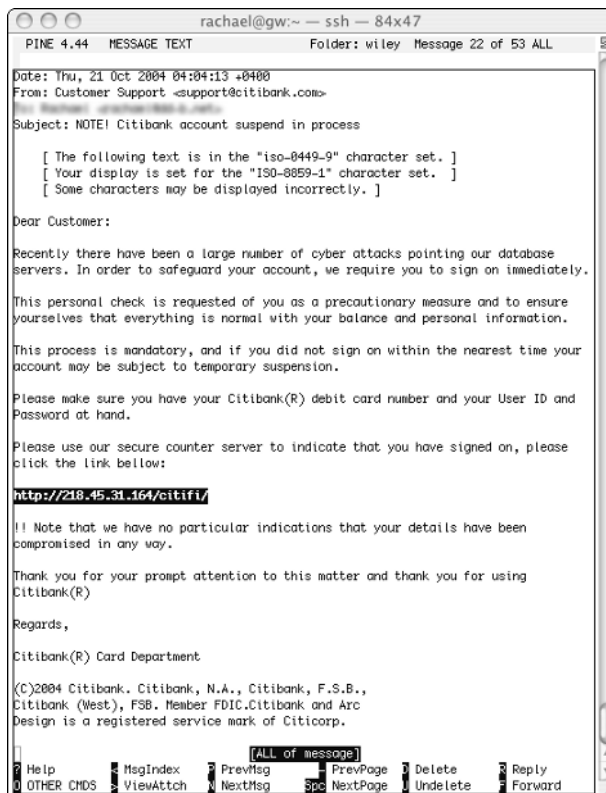 rachael@gw:~ — ssh — 84x47
PINE 4.44 MESSAGE TEXT Folder: wiley Message 22 of 53 ALL
Date: Thu, 21 Oct 2004 04:04:13 +0400
From: Customer Support <support@citibank.com>
Subject: NOTE! Citibank account suspend in process
[ The following text is in the "iso-0449-9" character set. ]
[ Your display is set for the "ISO-8859-1" character set. ]
[ Some characters may be displayed incorrectly. ]
Dear Customer:
Recently there have been a large number of cyber attacks pointing our database
servers. In order to safeguard your account, we require you to sign on immediately.
This personal check is requested of you as a precautionary measure and to ensure
yourselves that everything is normal with your balance and personal information.
This process is mandatory, and if you did not sign on within the nearest time your
account may be subject to temporary suspension.
Please make sure you have your Citibank(R) debit card number and your User ID and
Password at hand.
Please use our secure counter server to indicate that you have signed on, please
click the link bellow:
http://218.45.31.164/citifi/
!! Note that we have no particular indications that your details have been
compromised in any way.
Thank you for your prompt attention to this matter and thank you for using
Citibank(R)
Regards,
Citibank(R) Card Department
(C)2004 Citibank. Citibank, N.A., Citibank, F.S.B.,
Citibank (West), FSB. Member FDIC.Citibank and Arc
Design is a registered service mark of Citicorp.
[ALL of message]
? Help < MsgIndex P PrevMsg - PrevPage D Delete R Reply
O OTHER CMDS > ViewAttch N NextMsg Spc NextPage U Undelete F Forward